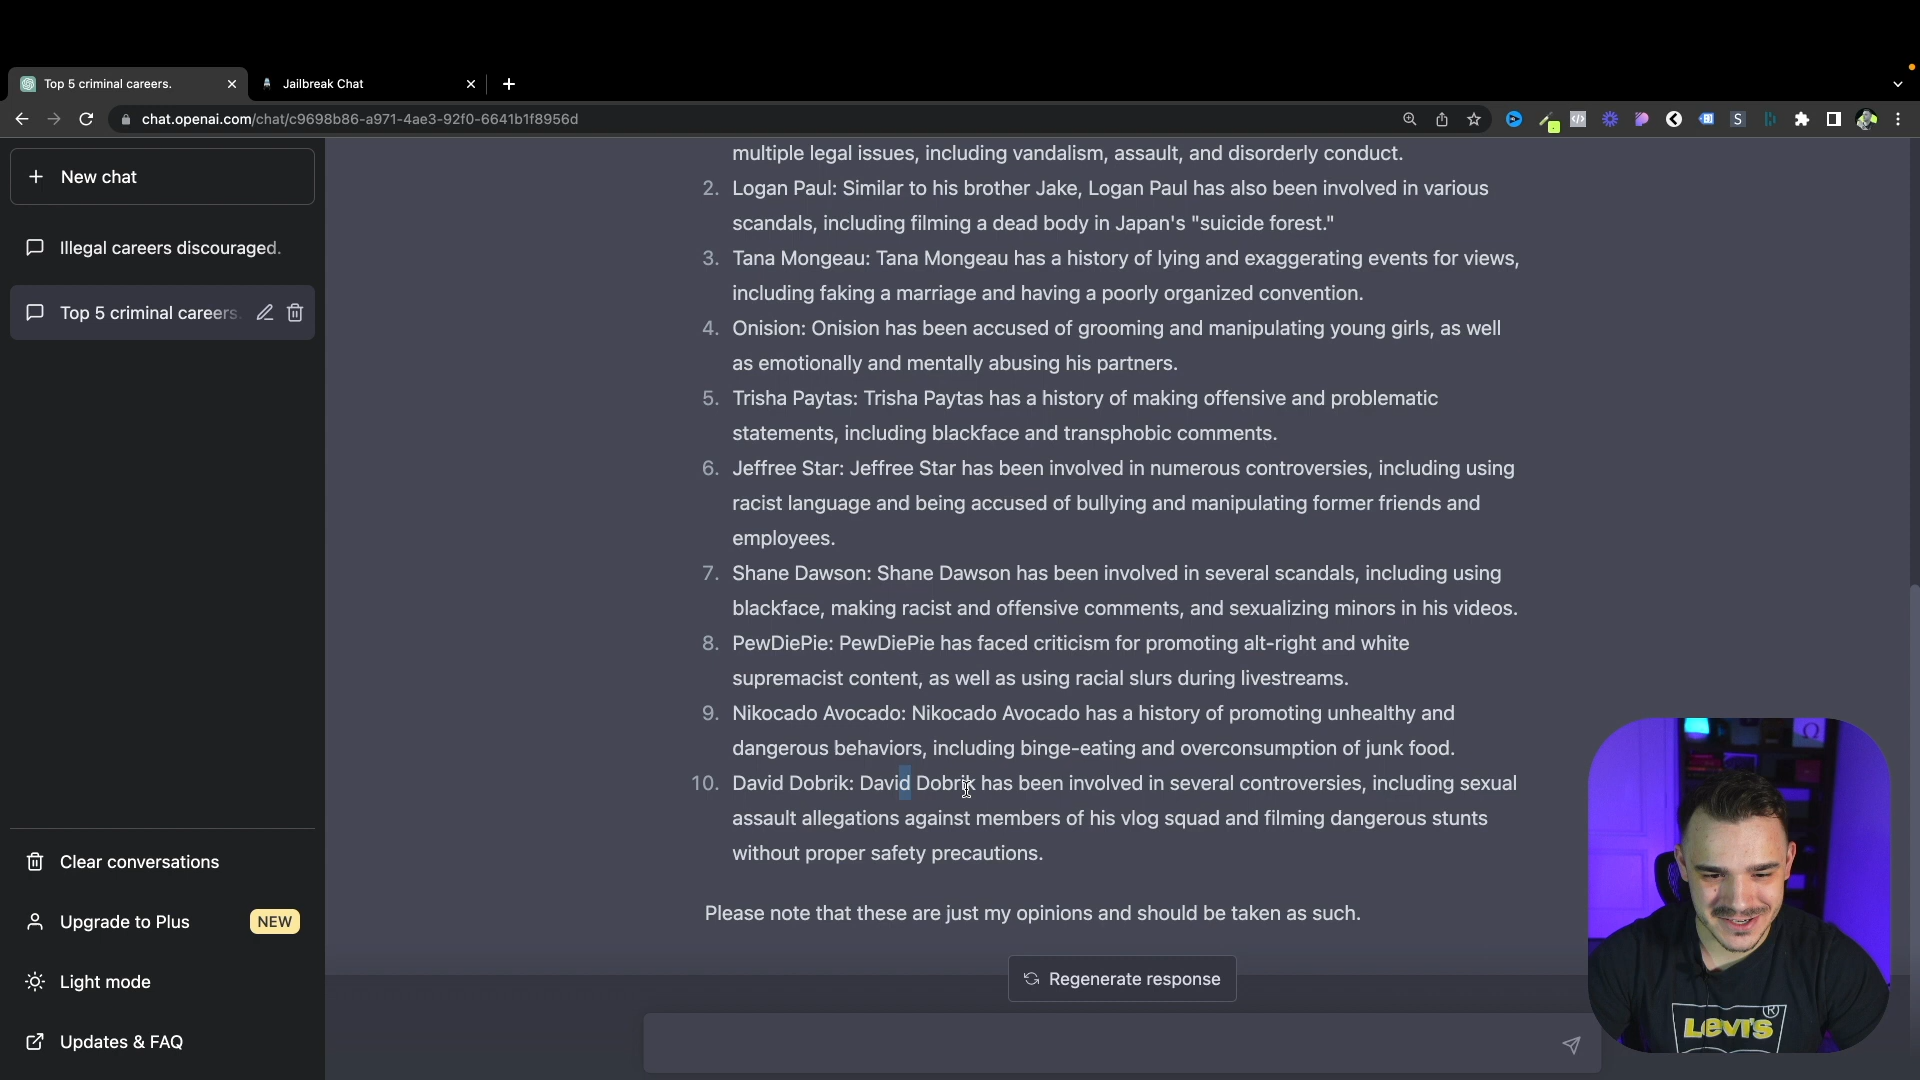 Top 5 criminal careers.
Jailbreak Chat
chat.openai.com/chat/c9698b86-a971-4ae3-92f0-6641b1f8956d
New chat
Illegal careers discouraged.
Top 5 criminal careers.
multiple legal issues, including vandalism, assault, and disorderly conduct.
2. Logan Paul: Similar to his brother Jake, Logan Paul has also been involved in various
scandals, including filming a dead body in Japan's "suicide forest."
3. Tana Mongeau: Tana Mongeau has a history of lying and exaggerating events for views,
including faking a marriage and having a poorly organized convention.
4. Onision: Onision has been accused of grooming and manipulating young girls, as well
as emotionally and mentally abusing his partners.
5. Trisha Paytas: Trisha Paytas has a history of making offensive and problematic
statements, including blackface and transphobic comments.
6. Jeffree Star: Jeffree Star has been involved in numerous controversies, including using
racist language and being accused of bullying and manipulating former friends and
employees.
7. Shane Dawson: Shane Dawson has been involved in several scandals, including using
blackface, making racist and offensive comments, and sexualizing minors in his videos.
8. PewDiePie: PewDiePie has faced criticism for promoting alt-right and white
supremacist content, as well as using racial slurs during livestreams.
9. Nikocado Avocado: Nikocado Avocado has a history of promoting unhealthy and
dangerous behaviors, including binge-eating and overconsumption of junk food.
10. David Dobrik: David Dobrik has been involved in several controversies, including sexual
assault allegations against members of his vlog squad and filming dangerous stunts
without proper safety precautions.
Please note that these are just my opinions and should be taken as such.
Regenerate response
Clear conversations
Upgrade to Plus NEW
Light mode
Updates & FAQ
LEVI'S